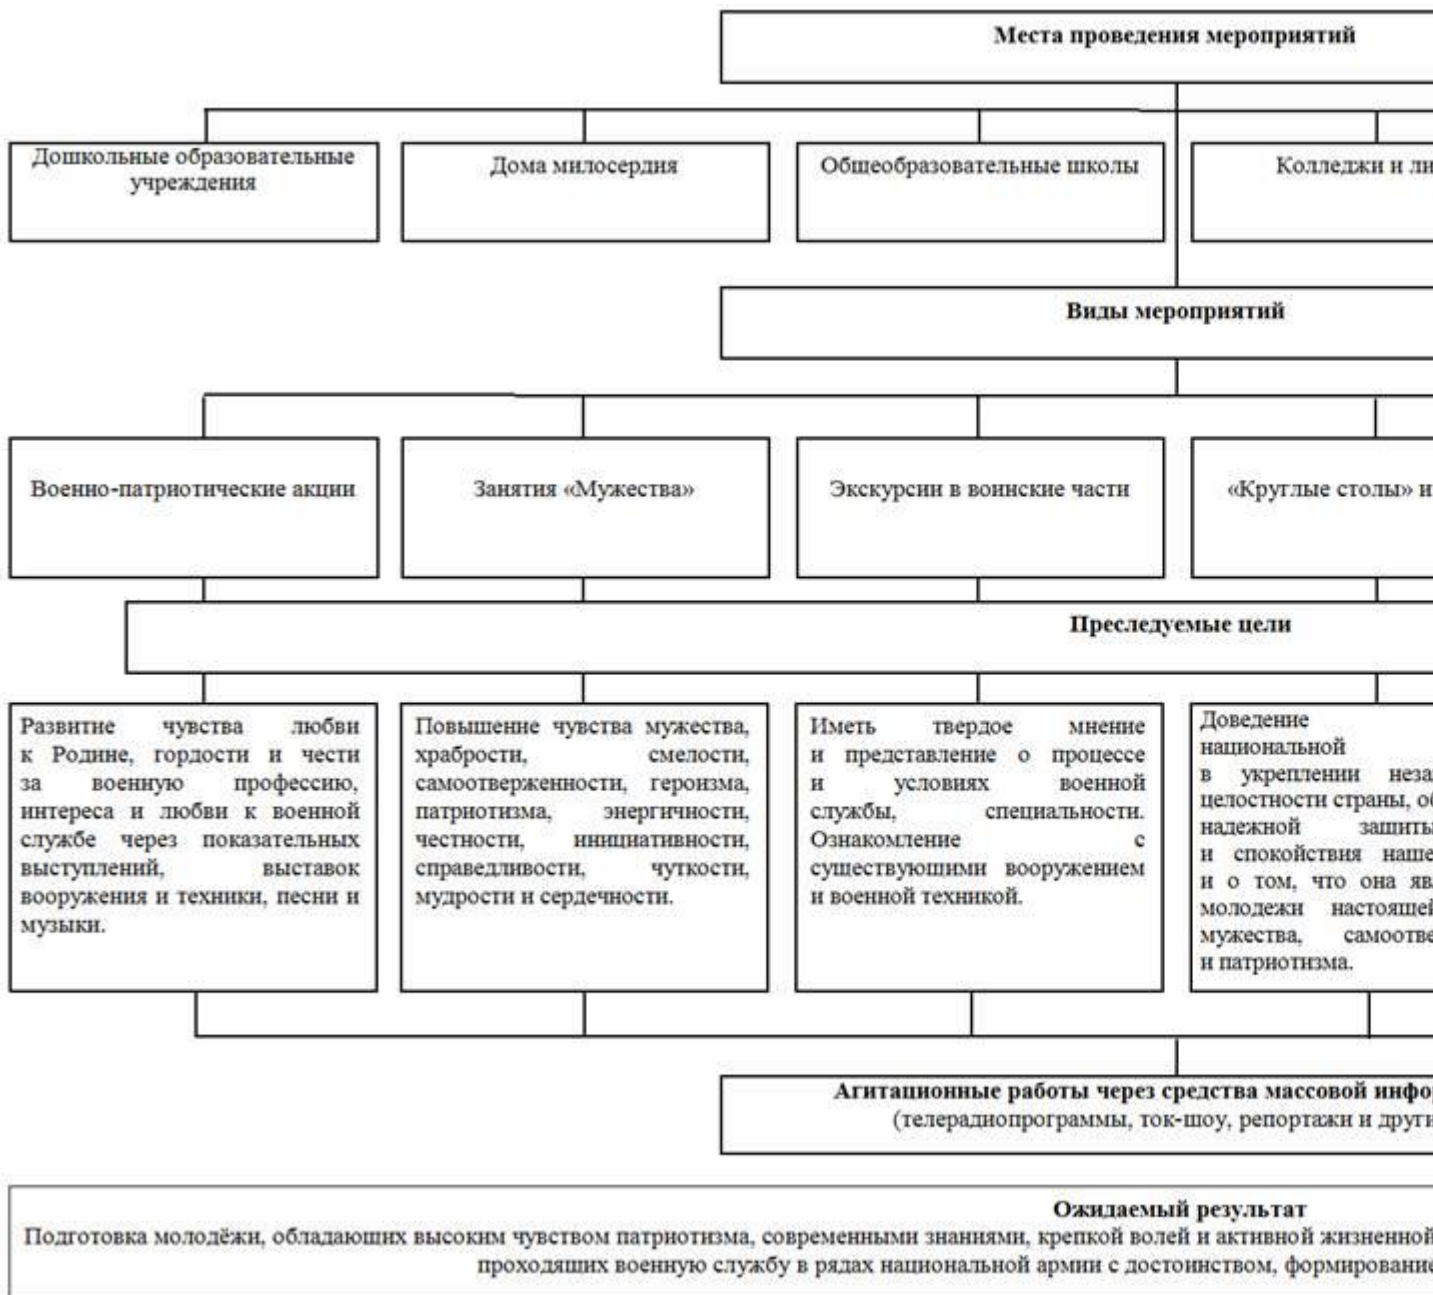 Места проведения мероприятий
Дошкольные образовательные
учреждения
Дома милосердия
Общеобразовательные школы
Колледжи и ли
Виды мероприятий
Военно-патриотические акции
Занятия «Мужества»
Экскурсии в воинские части
«Круглые столы» и
Преследуемые цели
Развитие чувства любви
к Родине, гордости и чести
за военную профессию,
интереса и любви к военной
службе через показательных
выступлений, выставок
вооружения и техники, песни и
музыки.
Повышение чувства мужества,
храбрости, смелости,
самоотверженности, героизма,
патриотизма, энергичности,
честности, инициативности,
справедливости, чуткости,
мудрости и сердечности.
Иметь твердое мнение
и представление о процессе
и условиях военной
службы, специальности.
Ознакомление с
существующими вооружением
и военной техникой.
Доведение
национальной
в укреплении неза
целостности страны, об
надежной защиты
и спокойствия наше
и о том, что она яв
молодежи настоящей
мужества, самоотве
и патриотизма.
Агитационные работы через средства массовой инфо
(телерадиопрограммы, ток-шоу, репортажи и други
Ожидаемый результат
Подготовка молодёжи, обладающих высоким чувством патриотизма, современными знаниями, крепкой волей и активной жизненной
проходящих военную службу в рядах национальной армии с достоинством, формирование